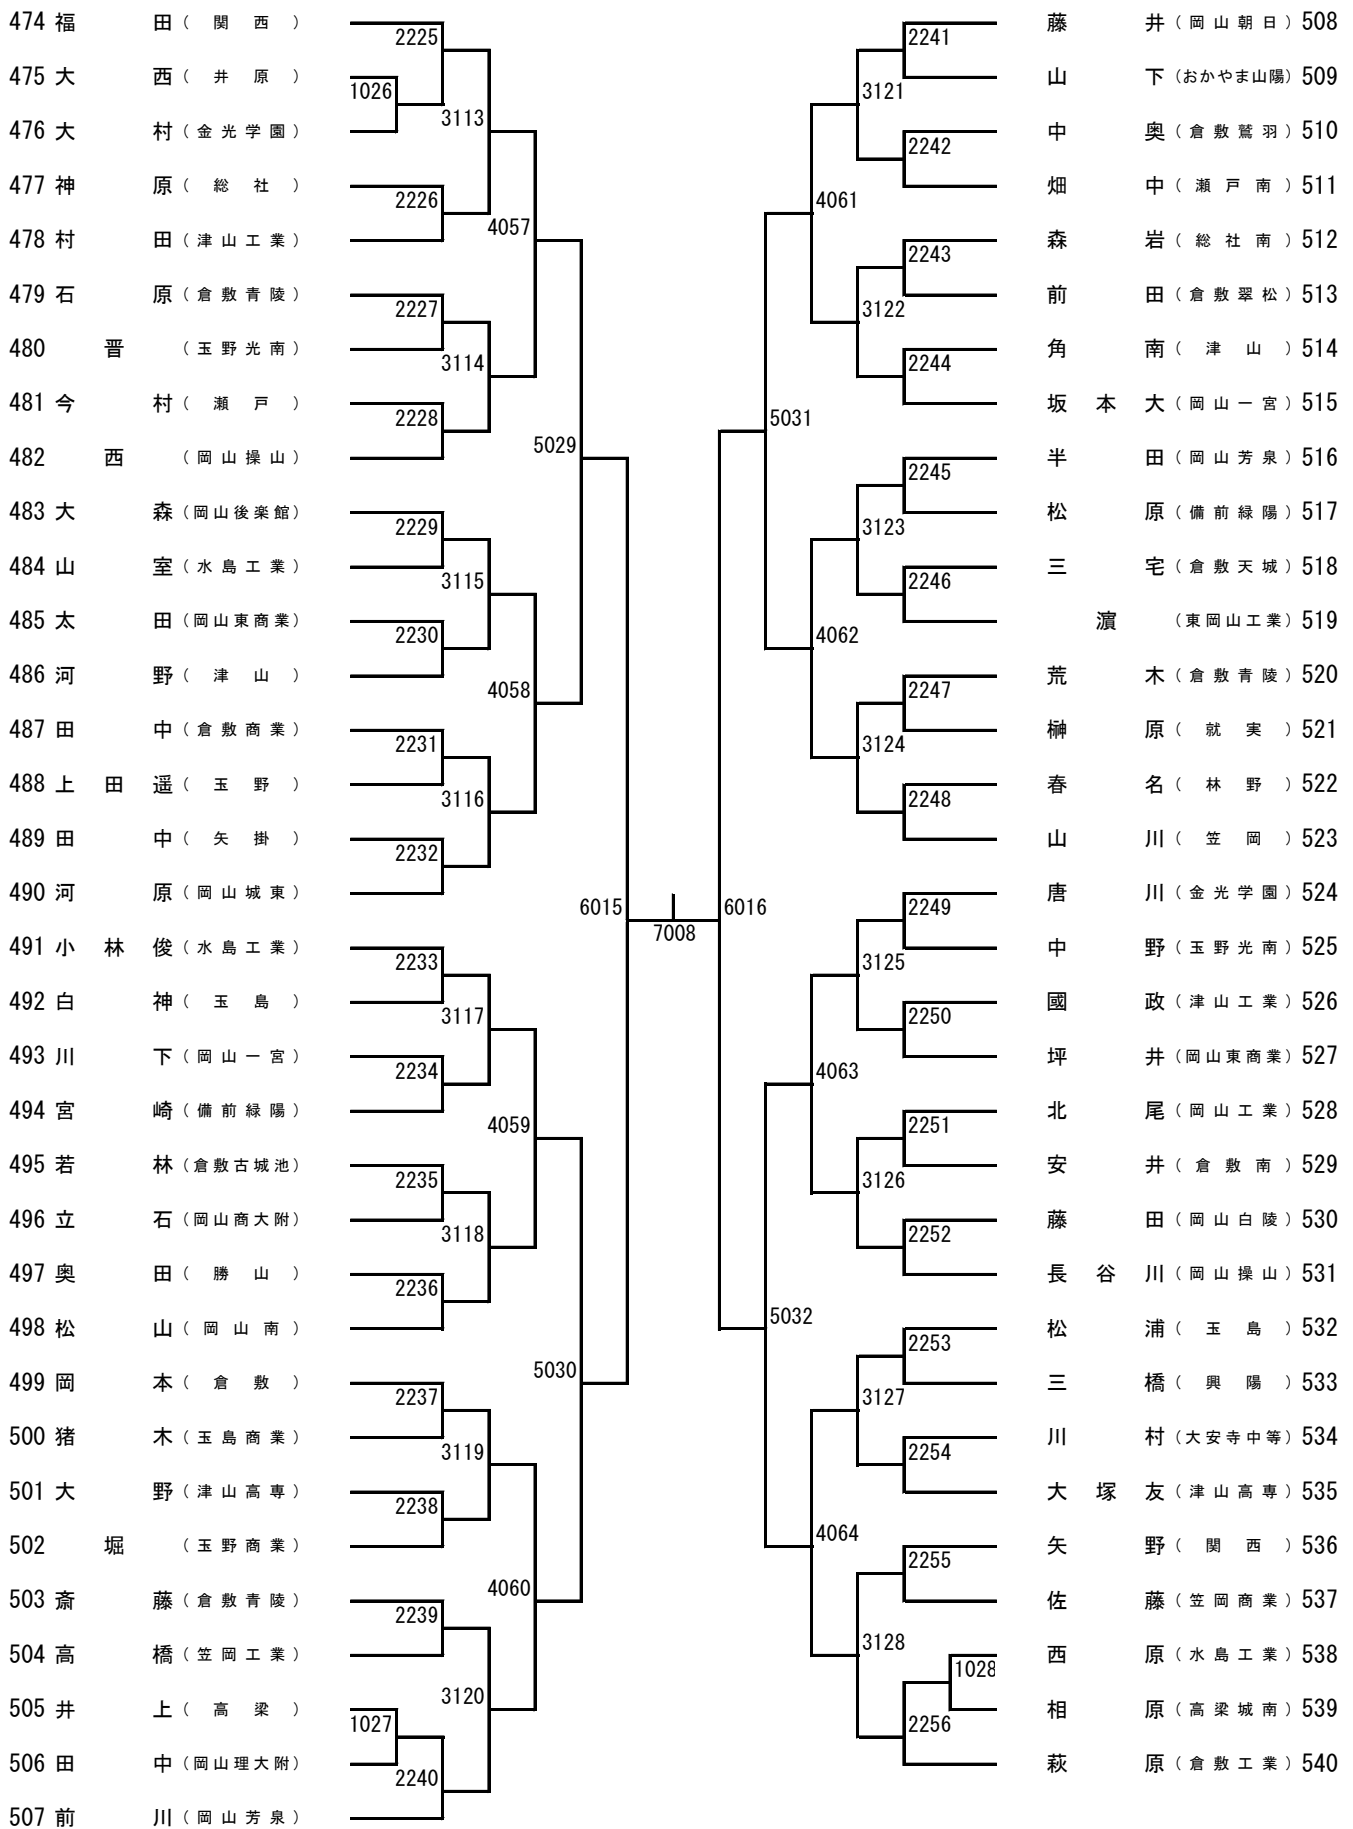 474 福田 (関西)
475 大西 (井原)
476 大村 (金光学園)
477 神原 (総社)
478 村田 (津山工業)
479 石原 (倉敷青陵)
480 晋 (玉野光南)
481 今村 (瀬戸)
482 西 (岡山操山)
483 大森 (岡山後楽館)
484 山室 (水島工業)
485 太田 (岡山東商業)
486 河野 (津山)
487 田中 (倉敷商業)
488 上田遥 (玉野)
489 田中 (矢掛)
490 河原 (岡山城東)
491 小林俊 (水島工業)
492 白神 (玉島)
493 川下 (岡山一宮)
494 宮崎 (備前緑陽)
495 若林 (倉敷古城池)
496 立石 (岡山商大附)
497 奥田 (勝山)
498 松山 (岡山南)
499 岡本 (倉敷)
500 猪木 (玉島商業)
501 大野 (津山高専)
502 堀 (玉野商業)
503 斎藤 (倉敷青陵)
504 高橋 (笠岡工業)
505 井上 (高梁)
506 田中 (岡山理大附)
507 前川 (岡山芳泉)
2225
1026
3113
2226
4057
2227
3114
2228
5029
2229
3115
2230
4058
2231
3116
2232
6015
2233
3117
2234
4059
2235
3118
2236
5030
2237
3119
2238
4060
2239
3120
1027
2240
7008
2241
3121
2242
4061
2243
3122
2244
5031
2245
3123
2246
4062
2247
3124
2248
6016
2249
3125
2250
4063
2251
3126
2252
5032
2253
3127
2254
4064
2255
3128
1028
2256
藤井 (岡山朝日) 508
山下 (おかやま山陽) 509
中奥 (倉敷鷲羽) 510
畑中 (瀬戸南) 511
森岩 (総社南) 512
前田 (倉敷翠松) 513
角南 (津山) 514
坂本大 (岡山一宮) 515
半田 (岡山芳泉) 516
松原 (備前緑陽) 517
三宅 (倉敷天城) 518
濵 (東岡山工業) 519
荒木 (倉敷青陵) 520
榊原 (就実) 521
春名 (林野) 522
山川 (笠岡) 523
唐川 (金光学園) 524
中野 (玉野光南) 525
國政 (津山工業) 526
坪井 (岡山東商業) 527
北尾 (岡山工業) 528
安井 (倉敷南) 529
藤田 (岡山白陵) 530
長谷川 (岡山操山) 531
松浦 (玉島) 532
三橋 (興陽) 533
川村 (大安寺中等) 534
大塚友 (津山高専) 535
矢野 (関西) 536
佐藤 (笠岡商業) 537
西原 (水島工業) 538
相原 (高梁城南) 539
萩原 (倉敷工業) 540